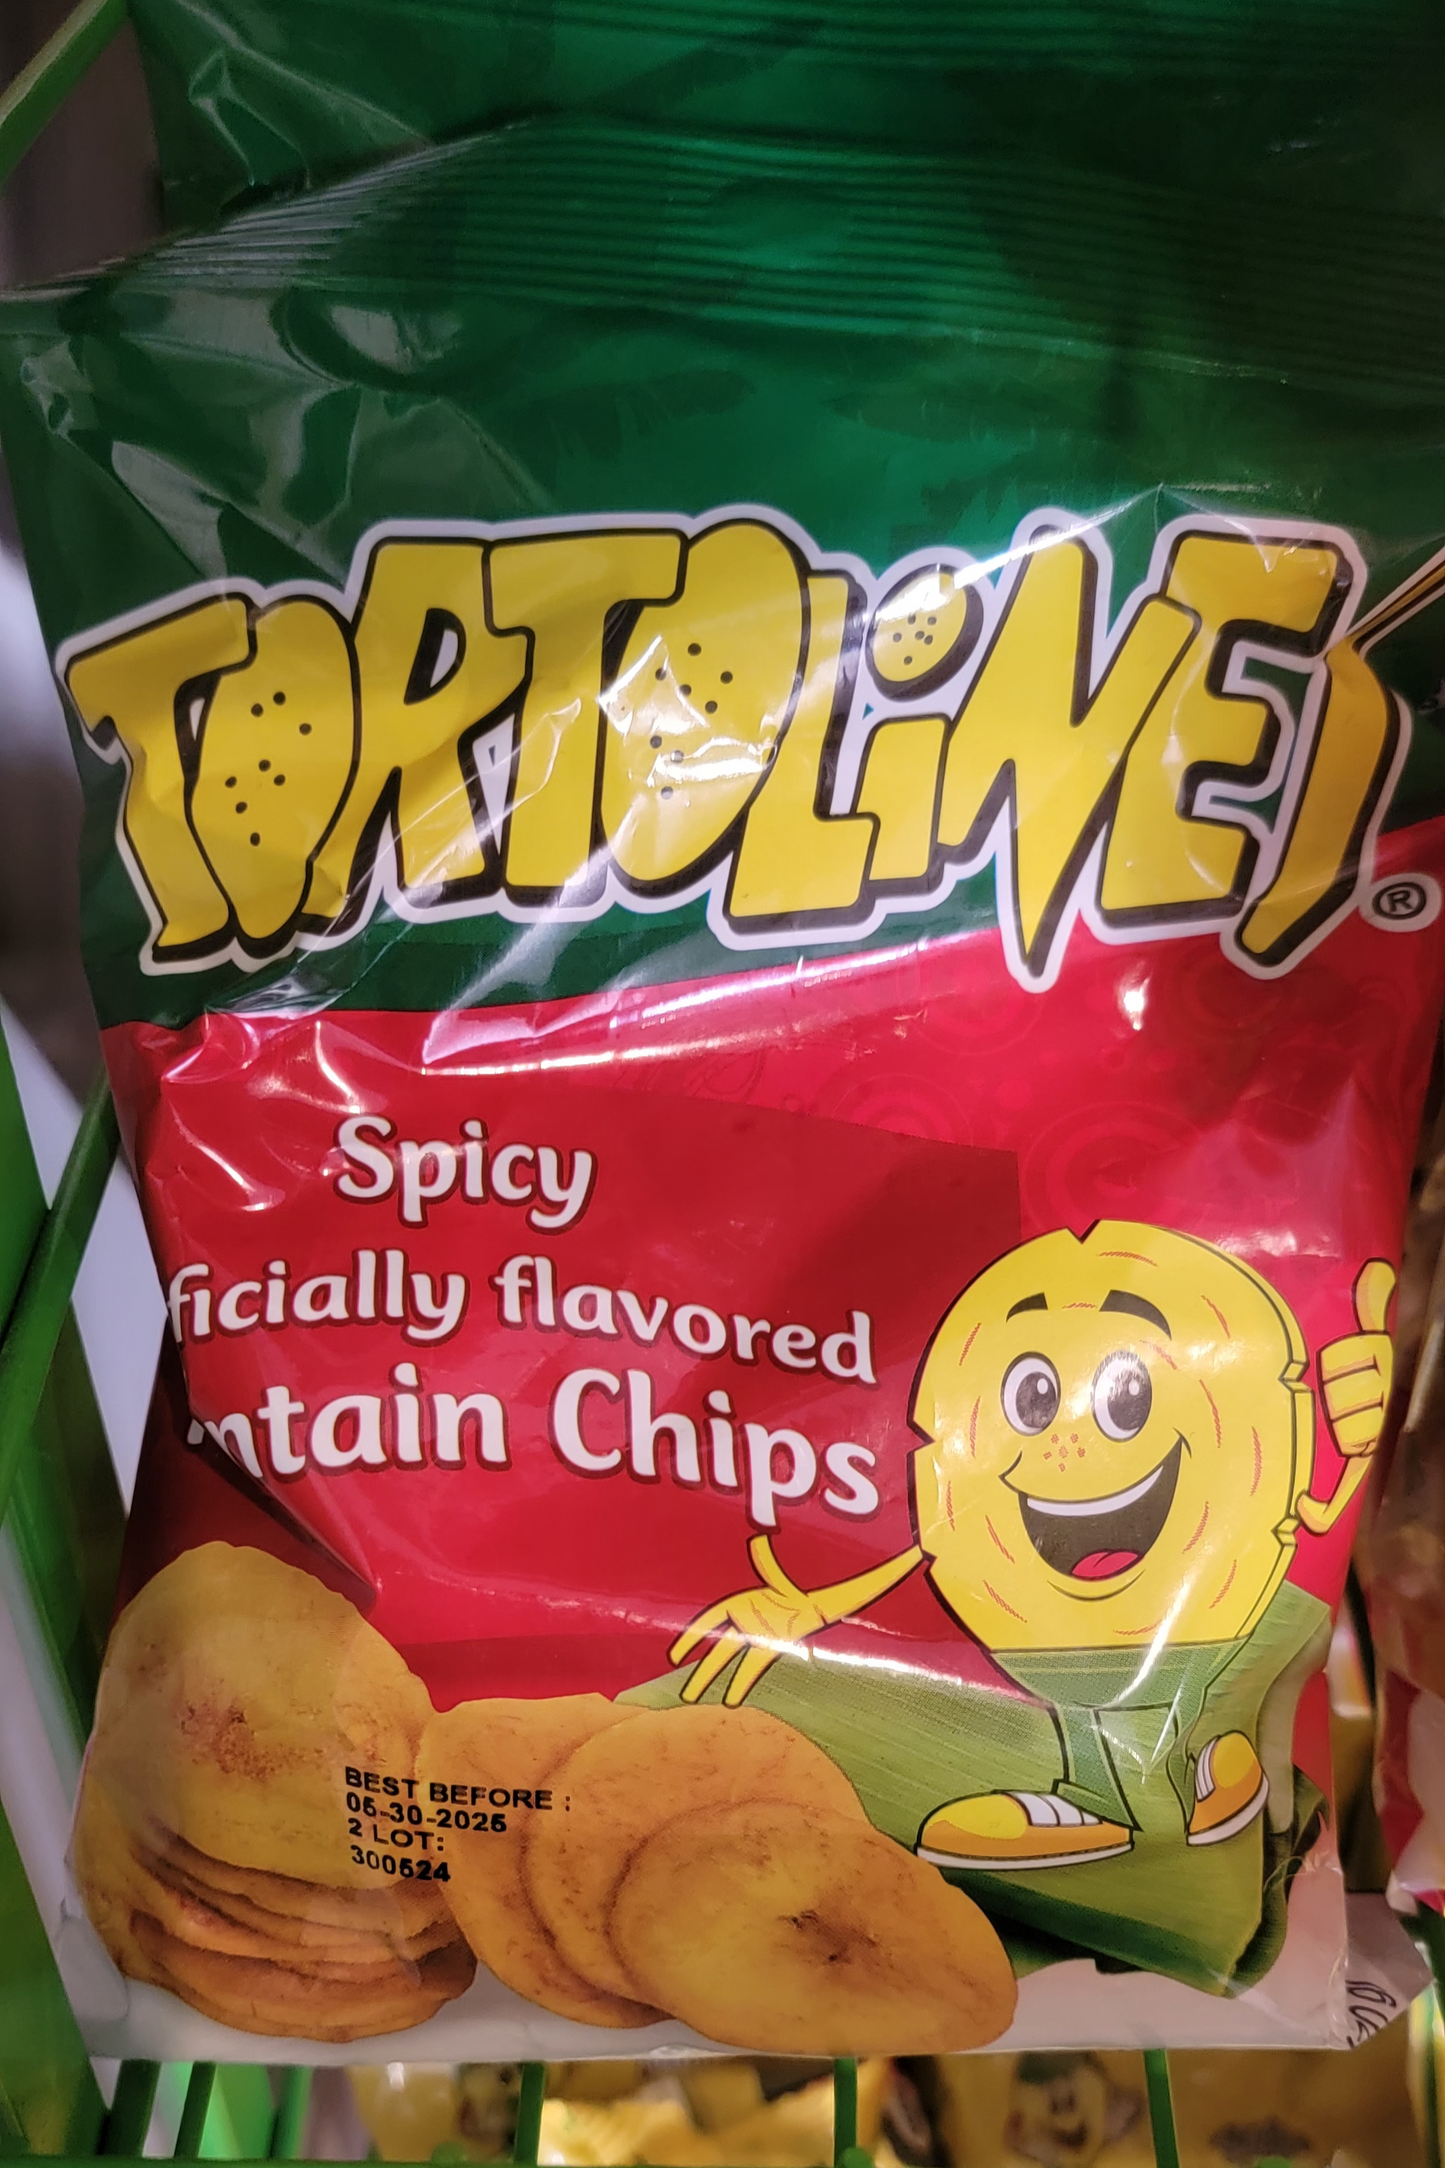 TORTOLiNES
®
Spicy
ficially flavored
ntain Chips
BEST BEFORE :
05-30-2025
2 LOT:
300524